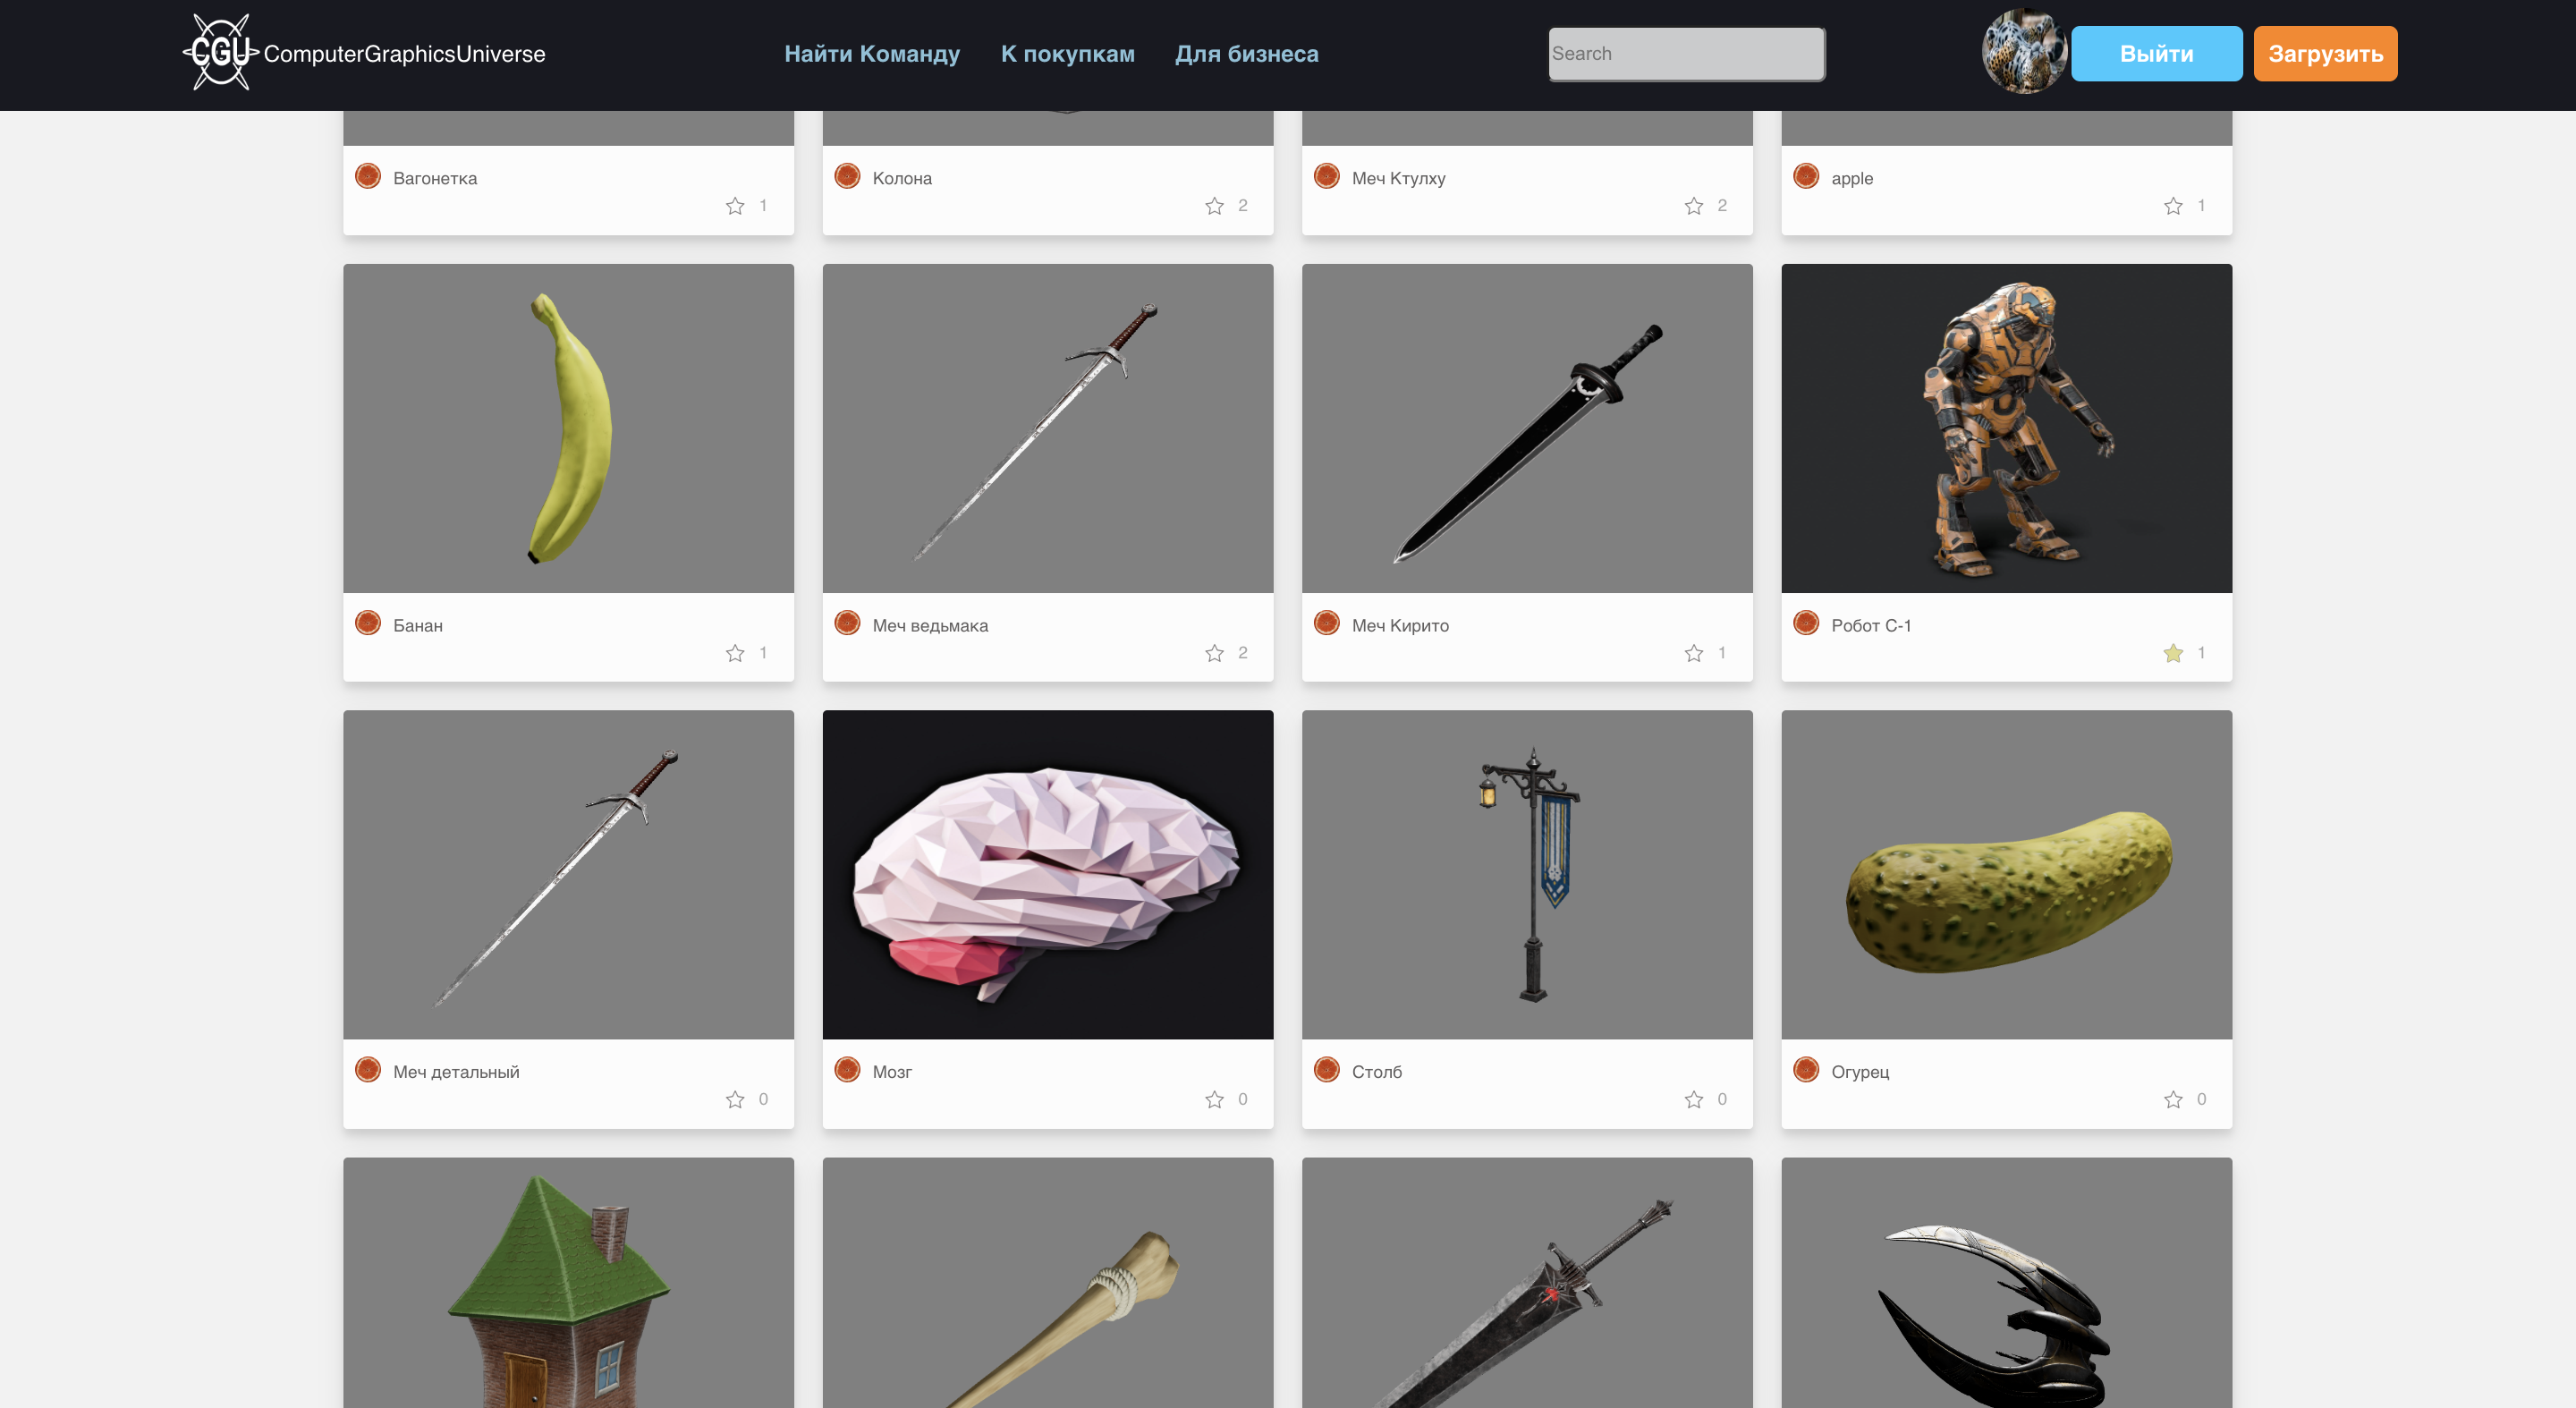 CGU ComputerGraphicsUniverse
Найти Команду
К покупкам
Для бизнеса
Search
Выйти
Загрузить
Вагонетка
1
Колона
2
Меч Ктулху
2
apple
1
Банан
1
Меч ведьмака
2
Меч Кирито
1
Робот С-1
1
Меч детальный
0
Мозг
0
Столб
0
Огурец
0